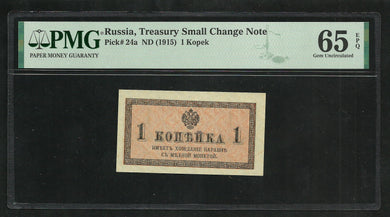 PMG
PAPER MONEY GUARANTY
Russia, Treasury Small Change Note
Pick# 24a ND (1915) 1 Kopek
65 EPQ
Gem Uncirculated
1 КОПѢЙКА 1
ИМѢЕТЪ ХОЖДЕНІЕ НАРАВНѢ
СЪ МѢДНОЙ МОНЕТОЙ.